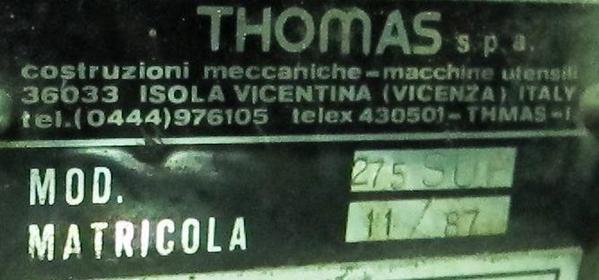 THOMAS s.p.a.
costruzioni meccaniche-macchine utensili
36033 ISOLA VICENTINA (VICENZA) ITALY
tel.(0444)976105 telex 430501-THMAS-I
MOD. 275 SUP
MATRICOLA 11/87